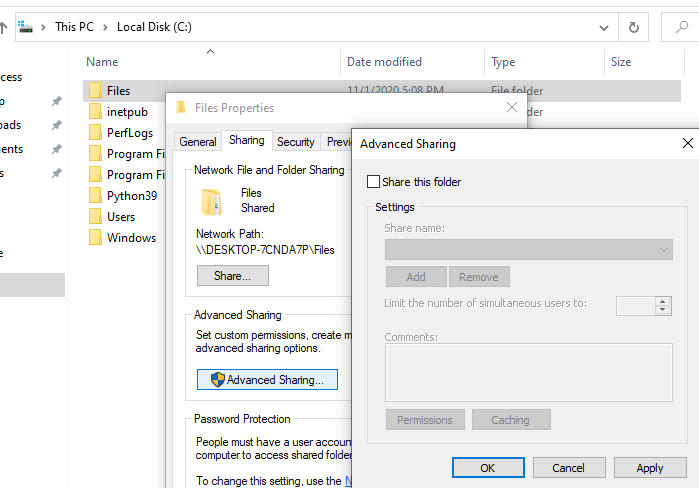 This PC > Local Disk (C:)
Name
Date modified
Type
Size
Files
11/1/2020 5:08 PM
File folder
inetpub
PerfLogs
Program Fi
Program Fi
Python39
Users
Windows
Files Properties
General
Sharing
Security
Network File and Folder Sharing
Files
Shared
Network Path:
\\DESKTOP-7CNDA7P\Files
Share...
Advanced Sharing
Set custom permissions, create m
advanced sharing options.
Advanced Sharing...
Password Protection
People must have a user accoun
computer to access shared folder
To change this setting, use the N
Advanced Sharing
Share this folder
Settings
Share name:
Add
Remove
Limit the number of simultaneous users to:
Comments:
Permissions
Caching
OK
Cancel
Apply